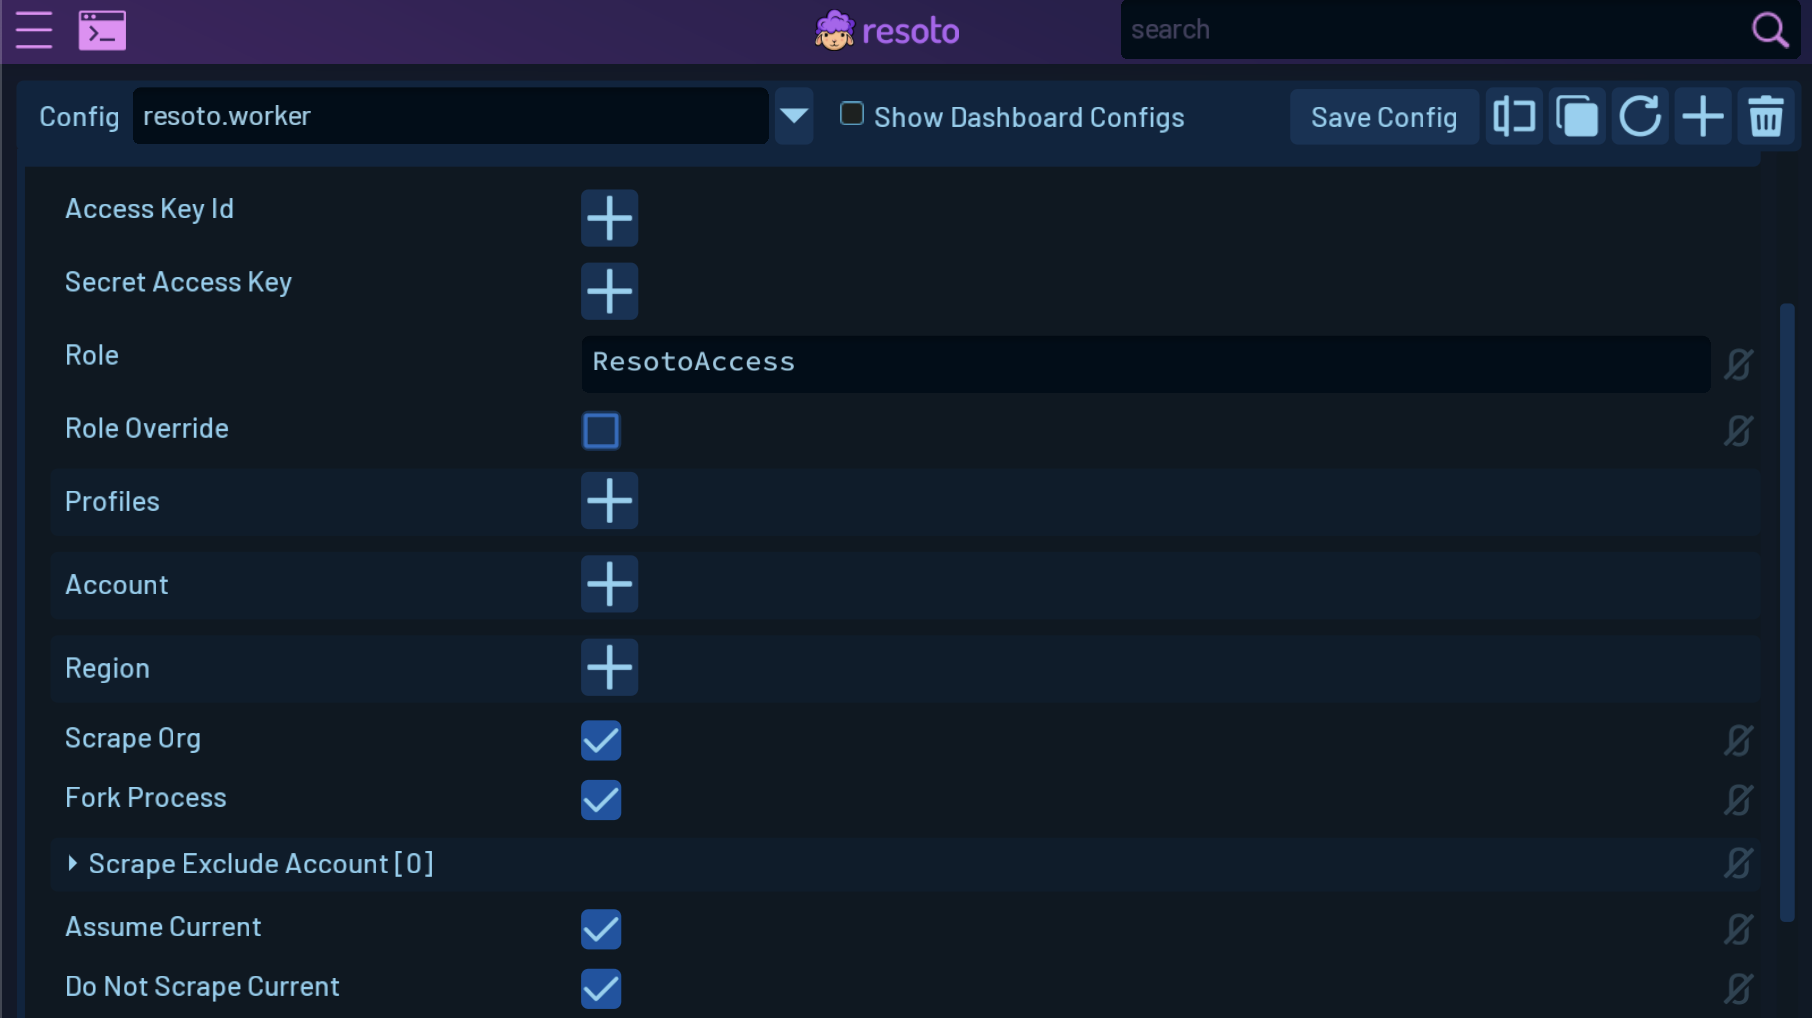 resoto
search
Config
resoto.worker
Show Dashboard Configs
Save Config
Access Key Id
Secret Access Key
Role
ResotoAccess
Role Override
Profiles
Account
Region
Scrape Org
Fork Process
Scrape Exclude Account [0]
Assume Current
Do Not Scrape Current